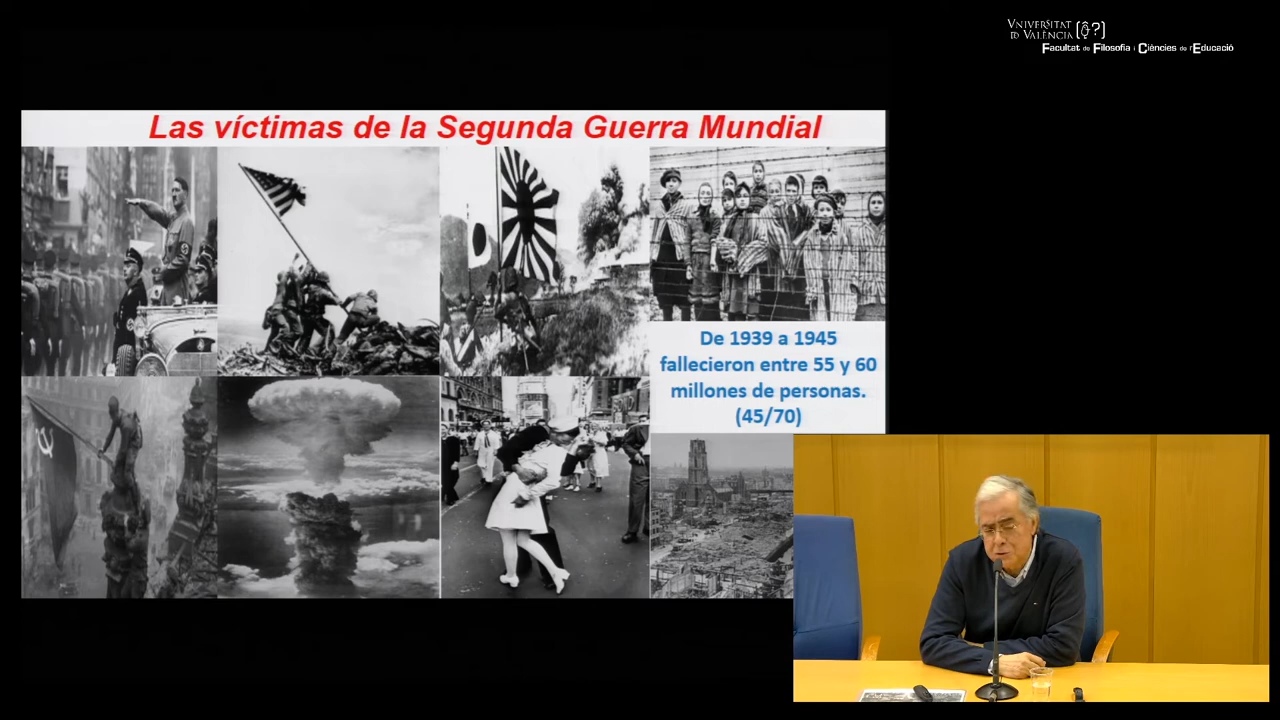 VNIVERSITAT
ID VALÈNCIA
Facultat de Filosofia i Ciències de l'Educació
Las víctimas de la Segunda Guerra Mundial
De 1939 a 1945
fallecieron entre 55 y 60
millones de personas.
(45/70)